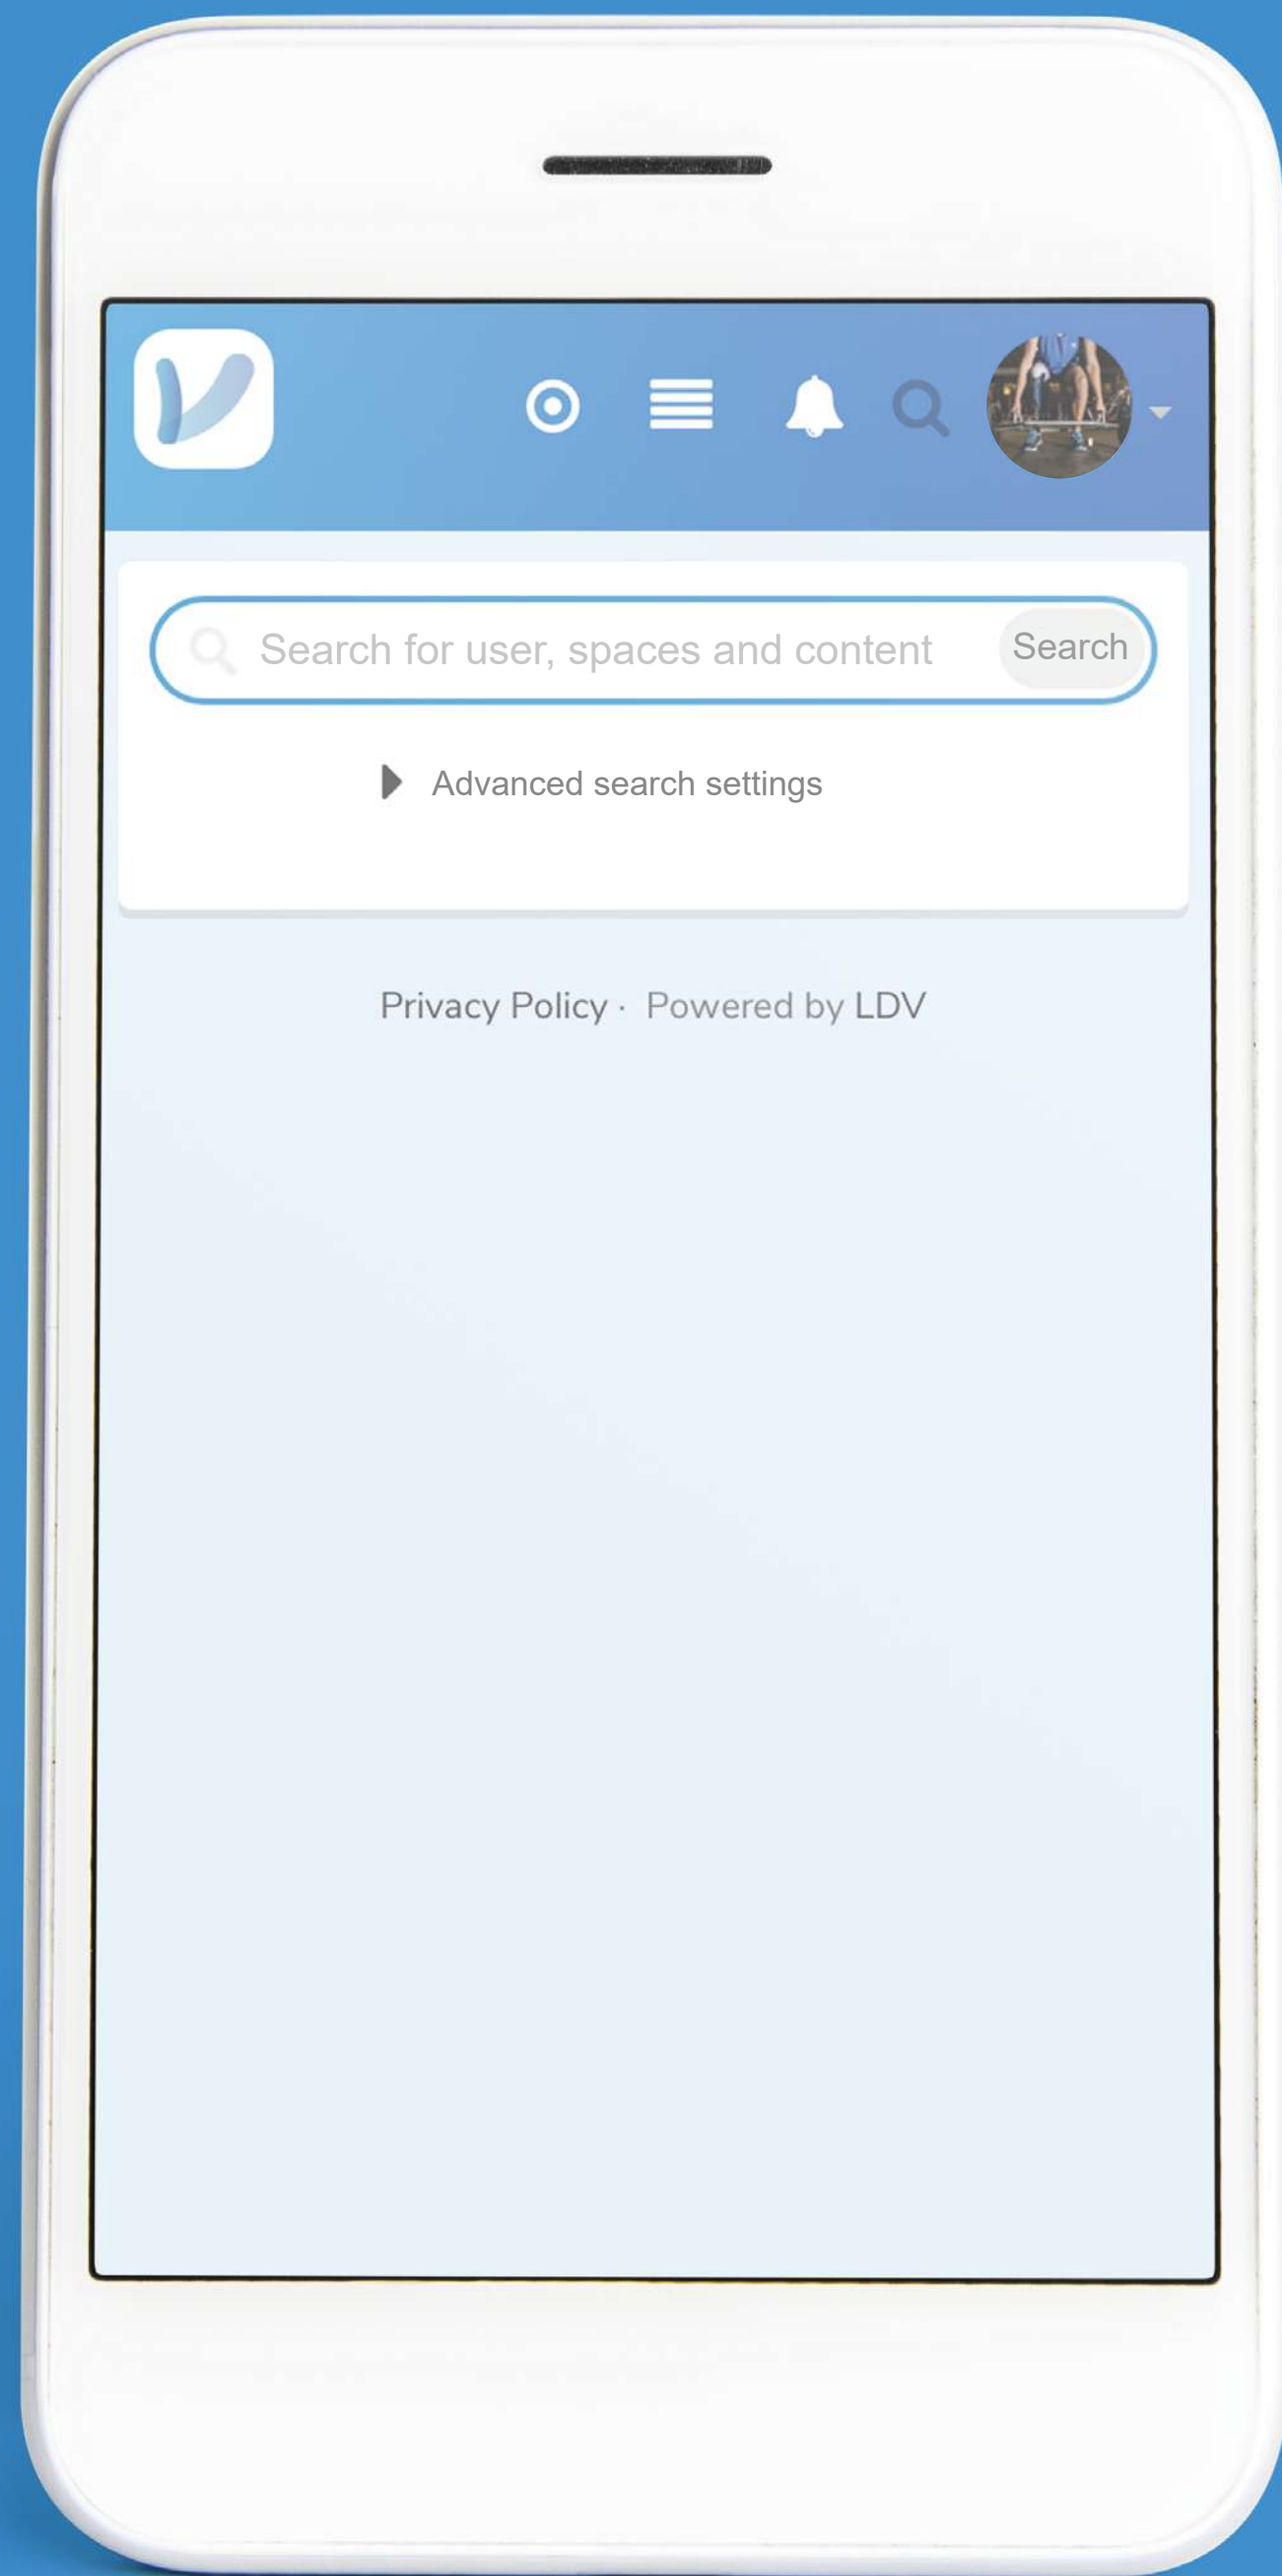 Search for user, spaces and content
Search
Advanced search settings
Privacy Policy · Powered by LDV